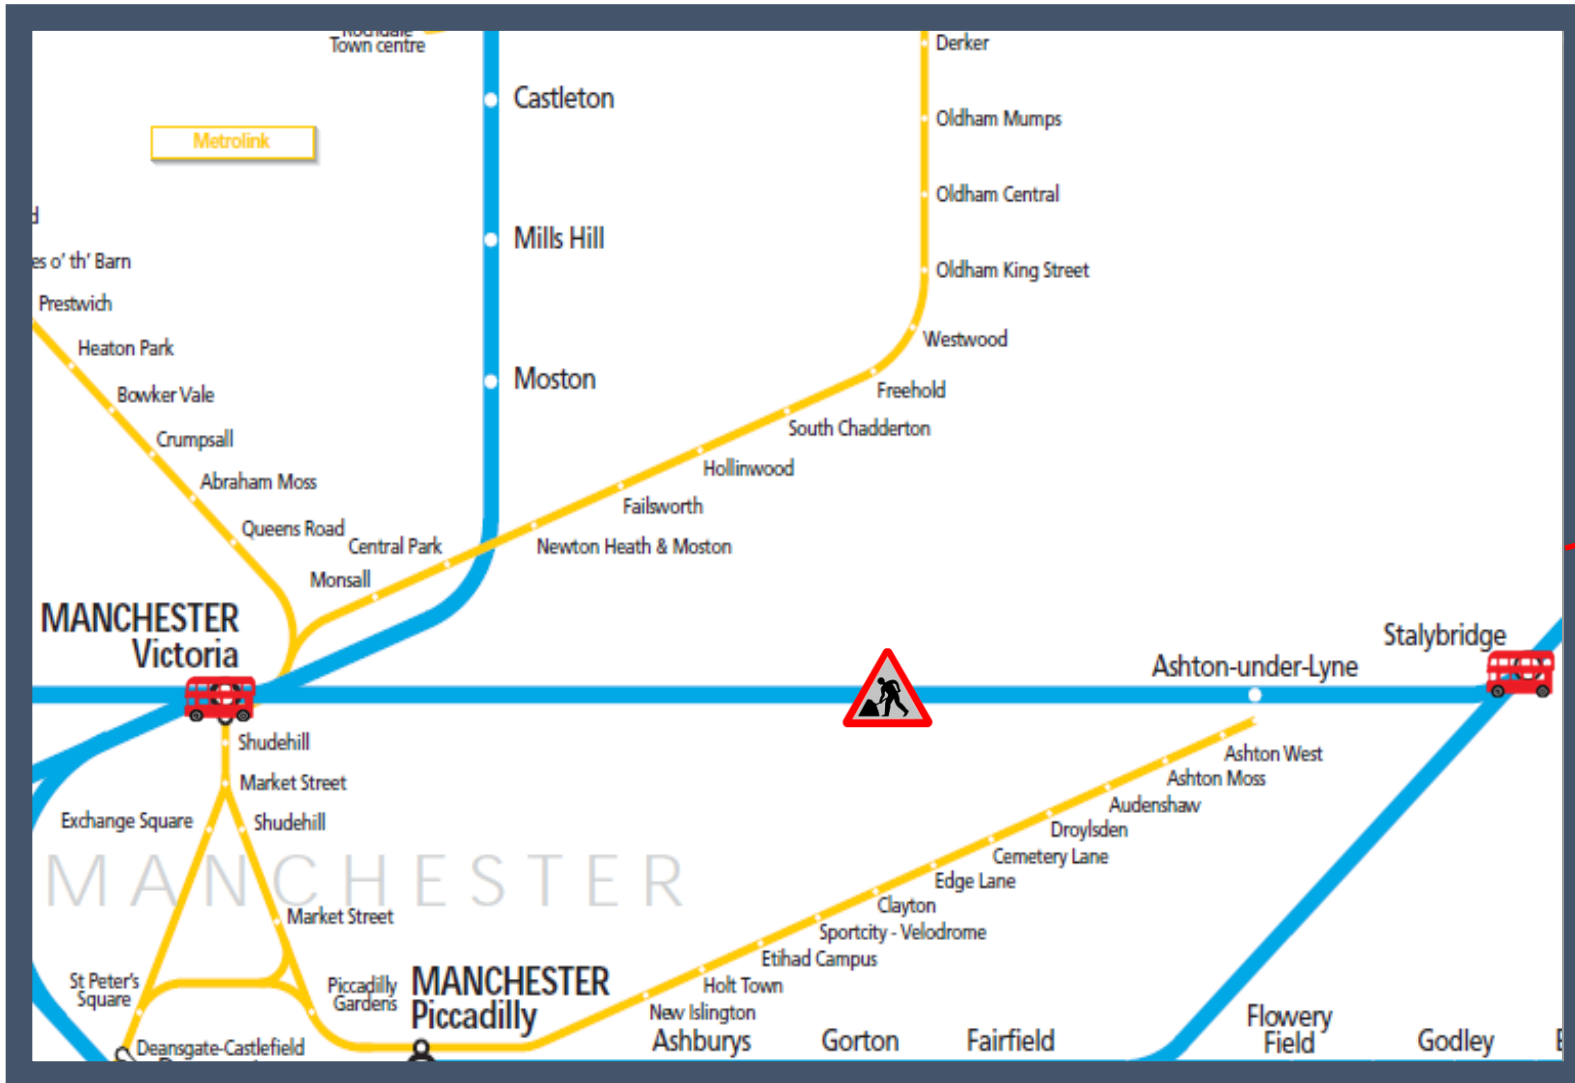 Town centre
Castleton
Derker
Oldham Mumps
Metrolink
Oldham Central
Mills Hill
es o' th' Barn
Oldham King Street
Prestwich
Heaton Park
Westwood
Moston
Freehold
Bowker Vale
South Chadderton
Crumpsall
Hollinwood
Abraham Moss
Failsworth
Queens Road
Central Park
Newton Heath & Moston
Monsall
MANCHESTER
Victoria
Stalybridge
Ashton-under-Lyne
Shudehill
Ashton West
Market Street
Ashton Moss
Audenshaw
Exchange Square
Shudehill
Droylsden
Cemetery Lane
MANCHESTER
Edge Lane
Clayton
Market Street
Sportcity - Velodrome
Etihad Campus
St Peter's
Square
Piccadilly
Gardens
MANCHESTER
Piccadilly
Holt Town
New Islington
Deansgate-Castlefield
Ashburys
Gorton
Fairfield
Flowery
Field
Godley